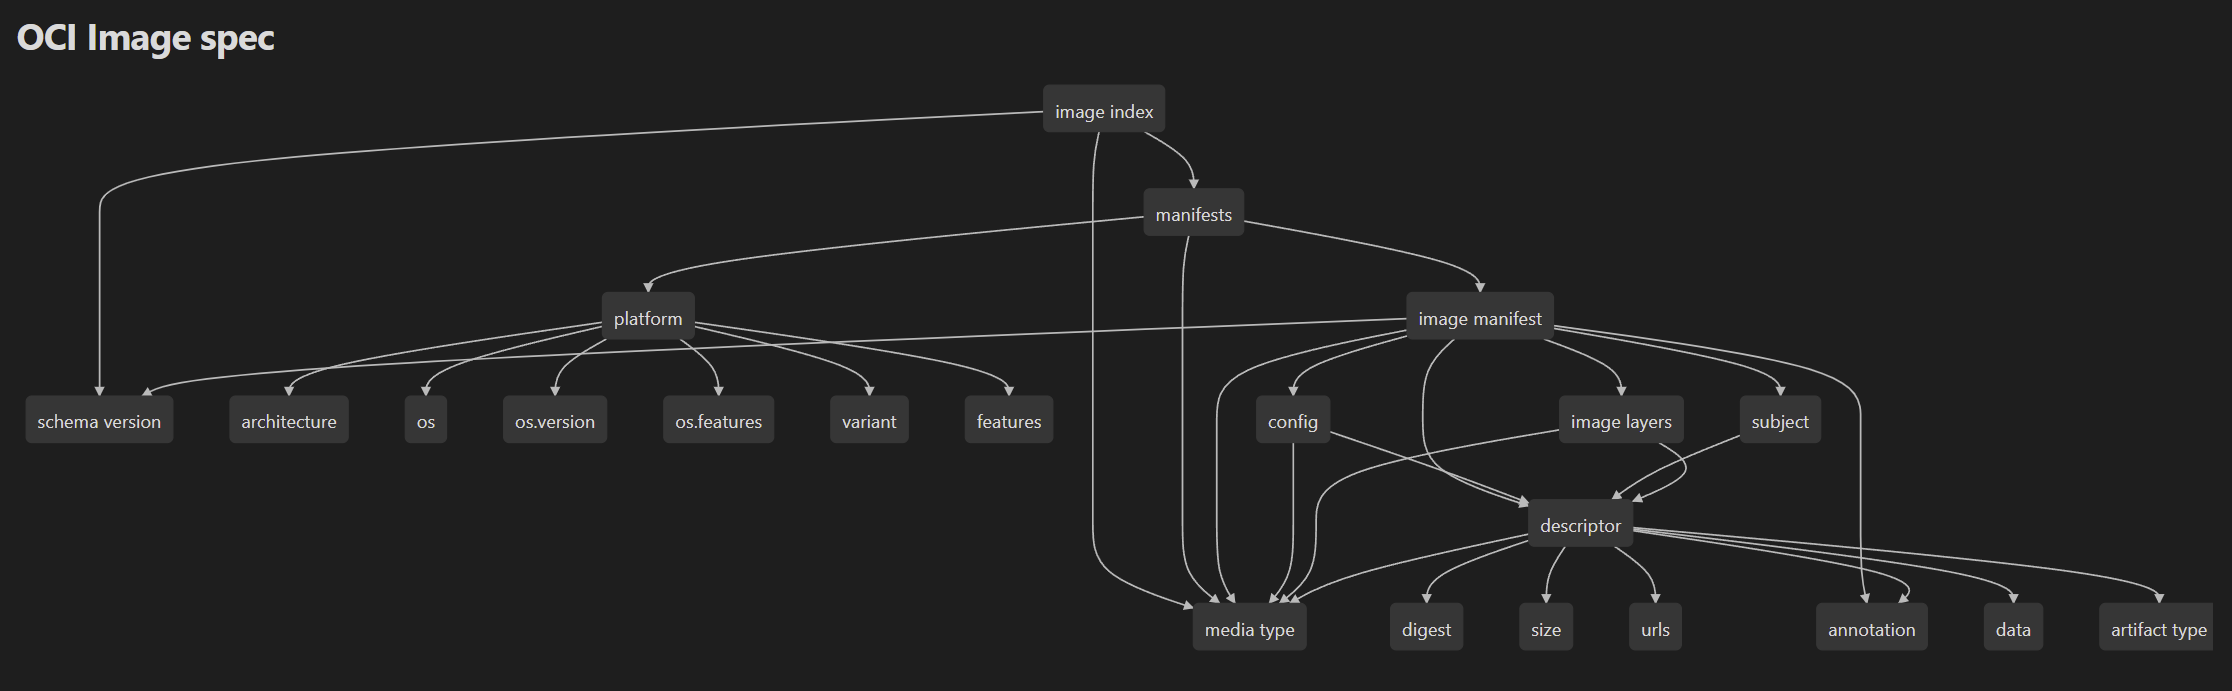 OCI Image spec
image index
manifests
platform
image manifest
schema version
architecture
os
os.version
os.features
variant
features
config
image layers
subject
descriptor
media type
digest
size
urls
annotation
data
artifact type